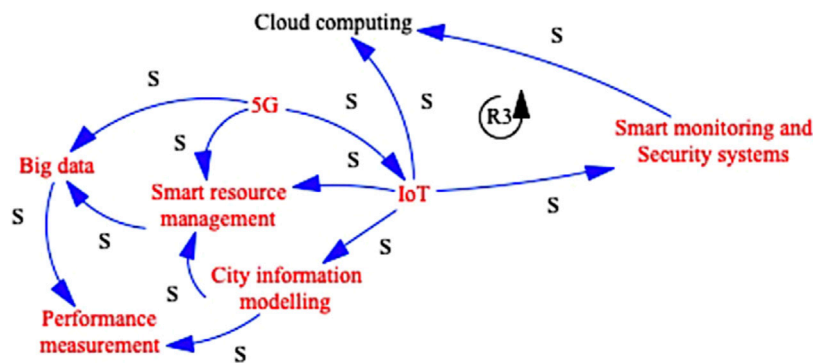 Cloud computing
S
S
5G
S
S
R3
Smart monitoring and
Security systems
S
S
Big data
Smart resource
management
IoT
S
S
S
S
City information
modelling
S
Performance
measurement
S